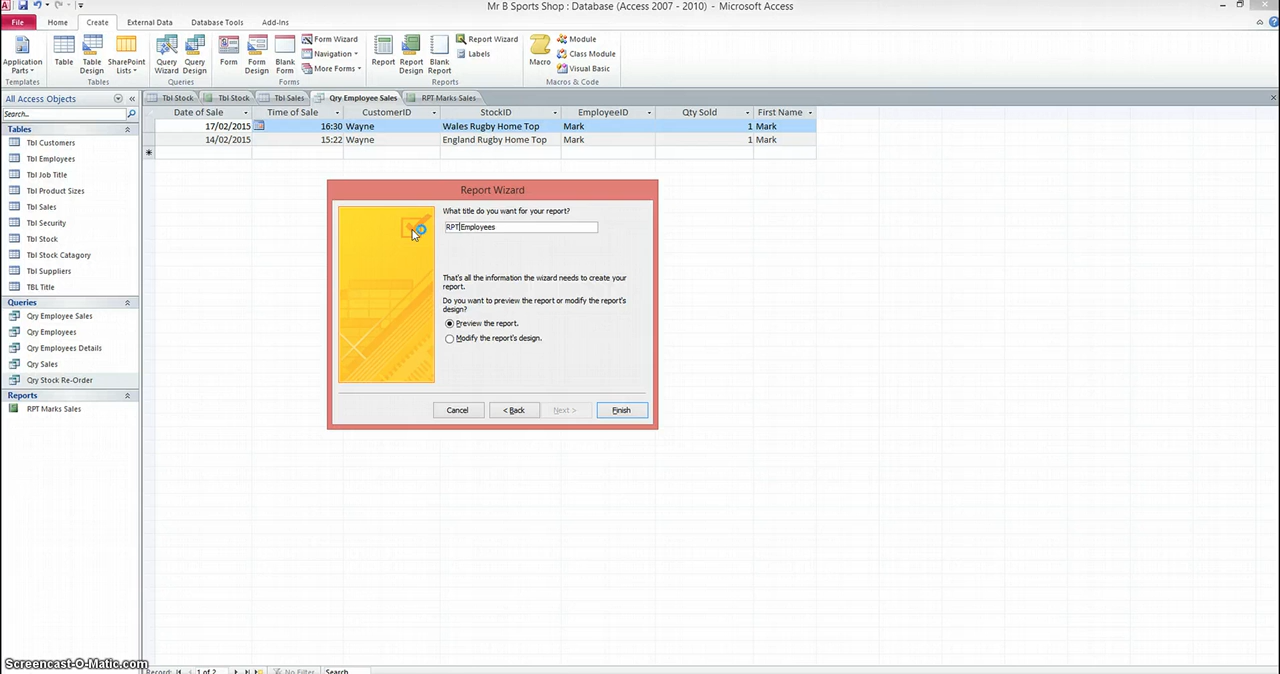 Mr B Sports Shop : Database (Access 2007 - 2010) - Microsoft Access
File Home Create External Data Database Tools Add-Ins
Application Parts
Table
Table Design
SharePoint Lists
Query Wizard
Query Design
Form
Form Design
Blank Form
Form Wizard
Navigation
More Forms
Report
Report Design
Blank Report
Report Wizard
Labels
Macro
Module
Class Module
Visual Basic
Templates Tables Queries Forms Reports Macros & Code
All Access Objects
Search...
Tables
Tbl Customers
Tbl Employees
Tbl Job Title
Tbl Product Sizes
Tbl Sales
Tbl Security
Tbl Stock
Tbl Stock Catagory
Tbl Suppliers
TBL Title
Queries
Qry Employee Sales
Qry Employees
Qry Employees Details
Qry Sales
Qry Stock Re-Order
Reports
RPT Marks Sales
Tbl Stock Tbl Stock Tbl Sales Qry Employee Sales RPT Marks Sales
Date of Sale Time of Sale CustomerID StockID EmployeeID Qty Sold First Name
17/02/2015 16:30 Wayne Wales Rugby Home Top Mark 1 Mark
14/02/2015 15:22 Wayne England Rugby Home Top Mark 1 Mark
Report Wizard
What title do you want for your report?
RPT Employees
That's all the information the wizard needs to create your
report.
Do you want to preview the report or modify the report's
design?
Preview the report.
Modify the report's design.
Cancel < Back Next > Finish
Record: 1 of 2 No Filter Search
Screencast-O-Matic.com